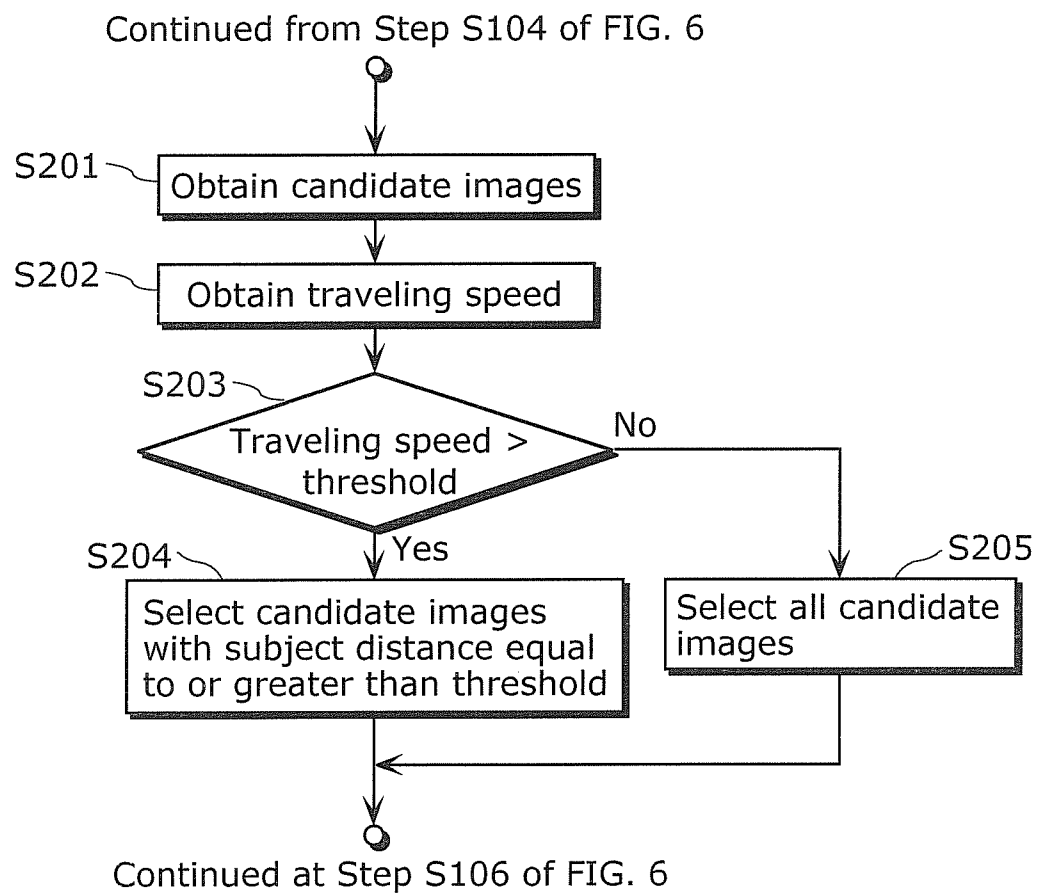 Continued from Step S104 of FIG. 6
S201
Obtain candidate images
S202
Obtain traveling speed
S203
Traveling speed >
threshold
No
Yes
S204
Select candidate images
with subject distance equal
to or greater than threshold
S205
Select all candidate
images
Continued at Step S106 of FIG. 6